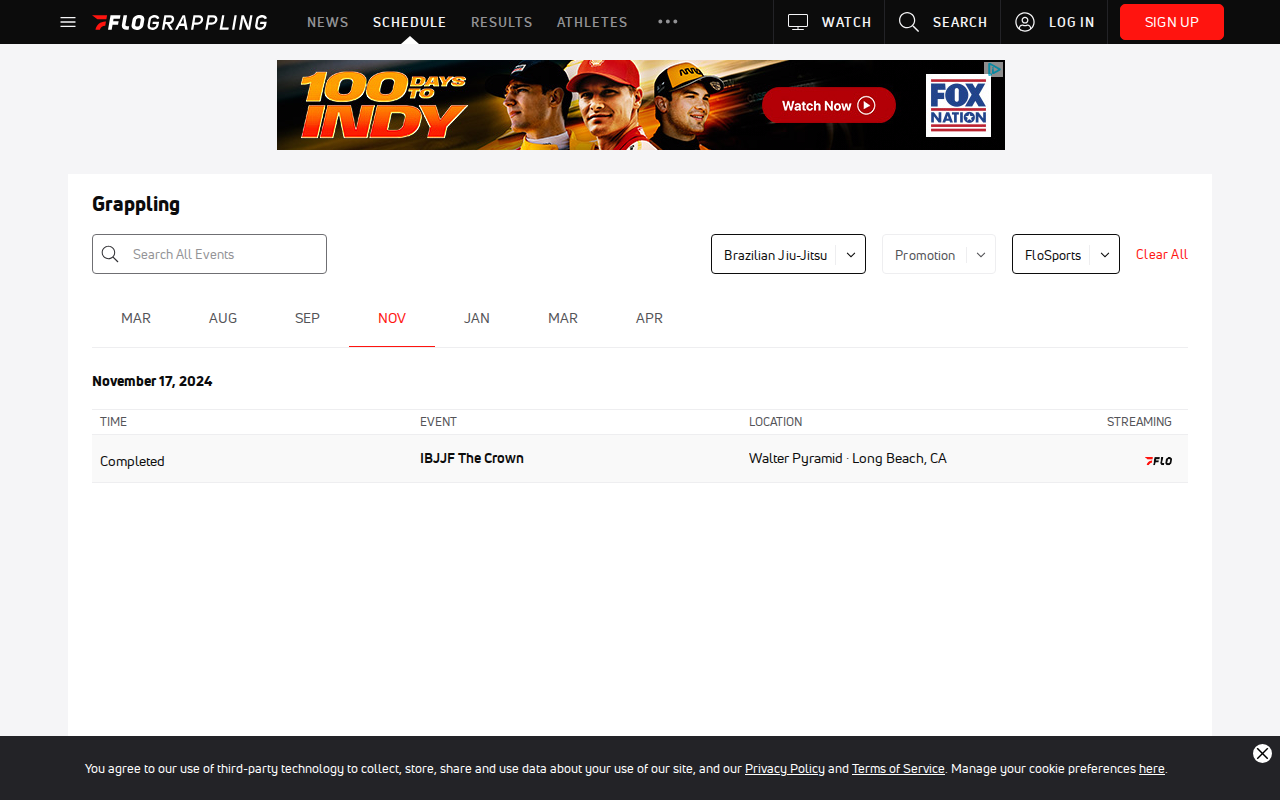 FLOGRAPPLING NEWS SCHEDULE RESULTS ATHLETES WATCH SEARCH LOG IN SIGN UP
100 DAYS TO INDY
Watch Now
FOX NATION
Grappling
Search All Events
Brazilian Jiu-Jitsu
Promotion
FloSports
Clear All
MAR AUG SEP NOV JAN MAR APR
November 17, 2024
TIME EVENT LOCATION STREAMING
Completed IBJJF The Crown Walter Pyramid · Long Beach, CA FLO
You agree to our use of third-party technology to collect, store, share and use data about your use of our site, and our Privacy Policy and Terms of Service. Manage your cookie preferences here.